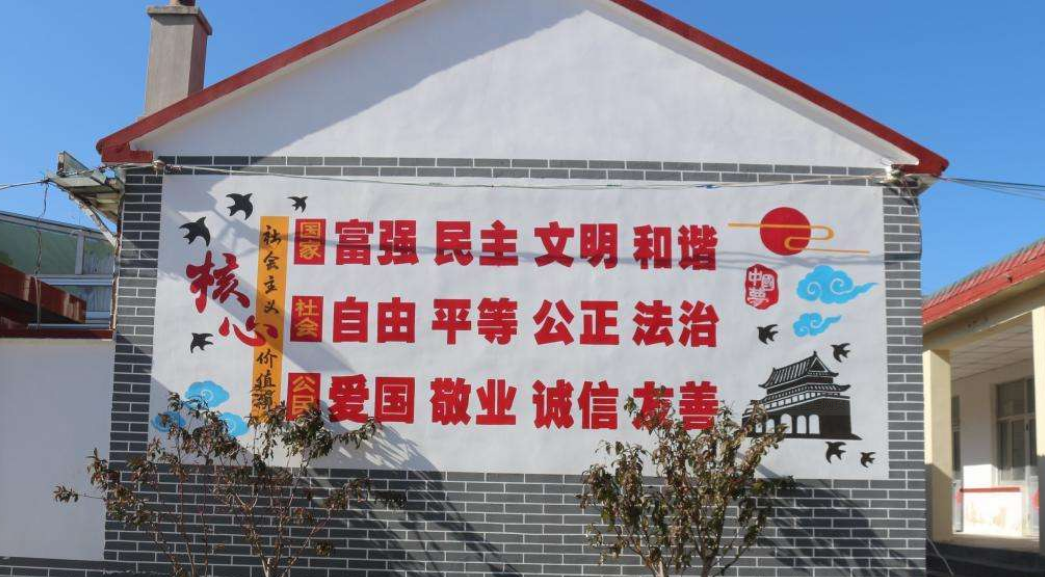 社会主义
核心
价值观
国家 富强 民主 文明 和谐
社会 自由 平等 公正 法治
公民 爱国 敬业 诚信 友善
中國夢